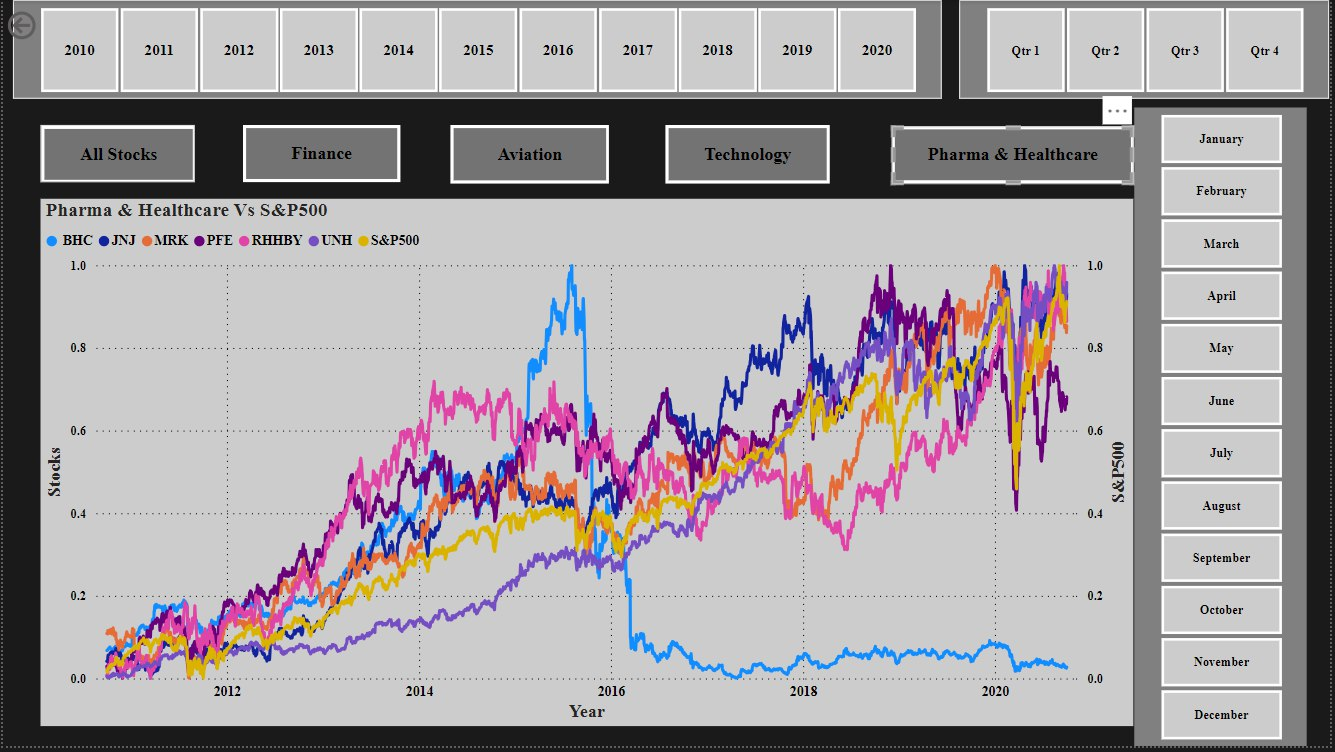 2010 2011 2012 2013 2014 2015 2016 2017 2018 2019 2020
Qtr 1 Qtr 2 Qtr 3 Qtr 4
All Stocks Finance Aviation Technology Pharma & Healthcare
Pharma & Healthcare Vs S&P500
BHC JNJ MRK PFE RHHBY UNH S&P500
1.0 1.0
0.8 0.8
0.6 0.6
0.4 0.4
0.2 0.2
0.0 0.0
Stocks
S&P500
2012 2014 2016 2018 2020
Year
January
February
March
April
May
June
July
August
September
October
November
December